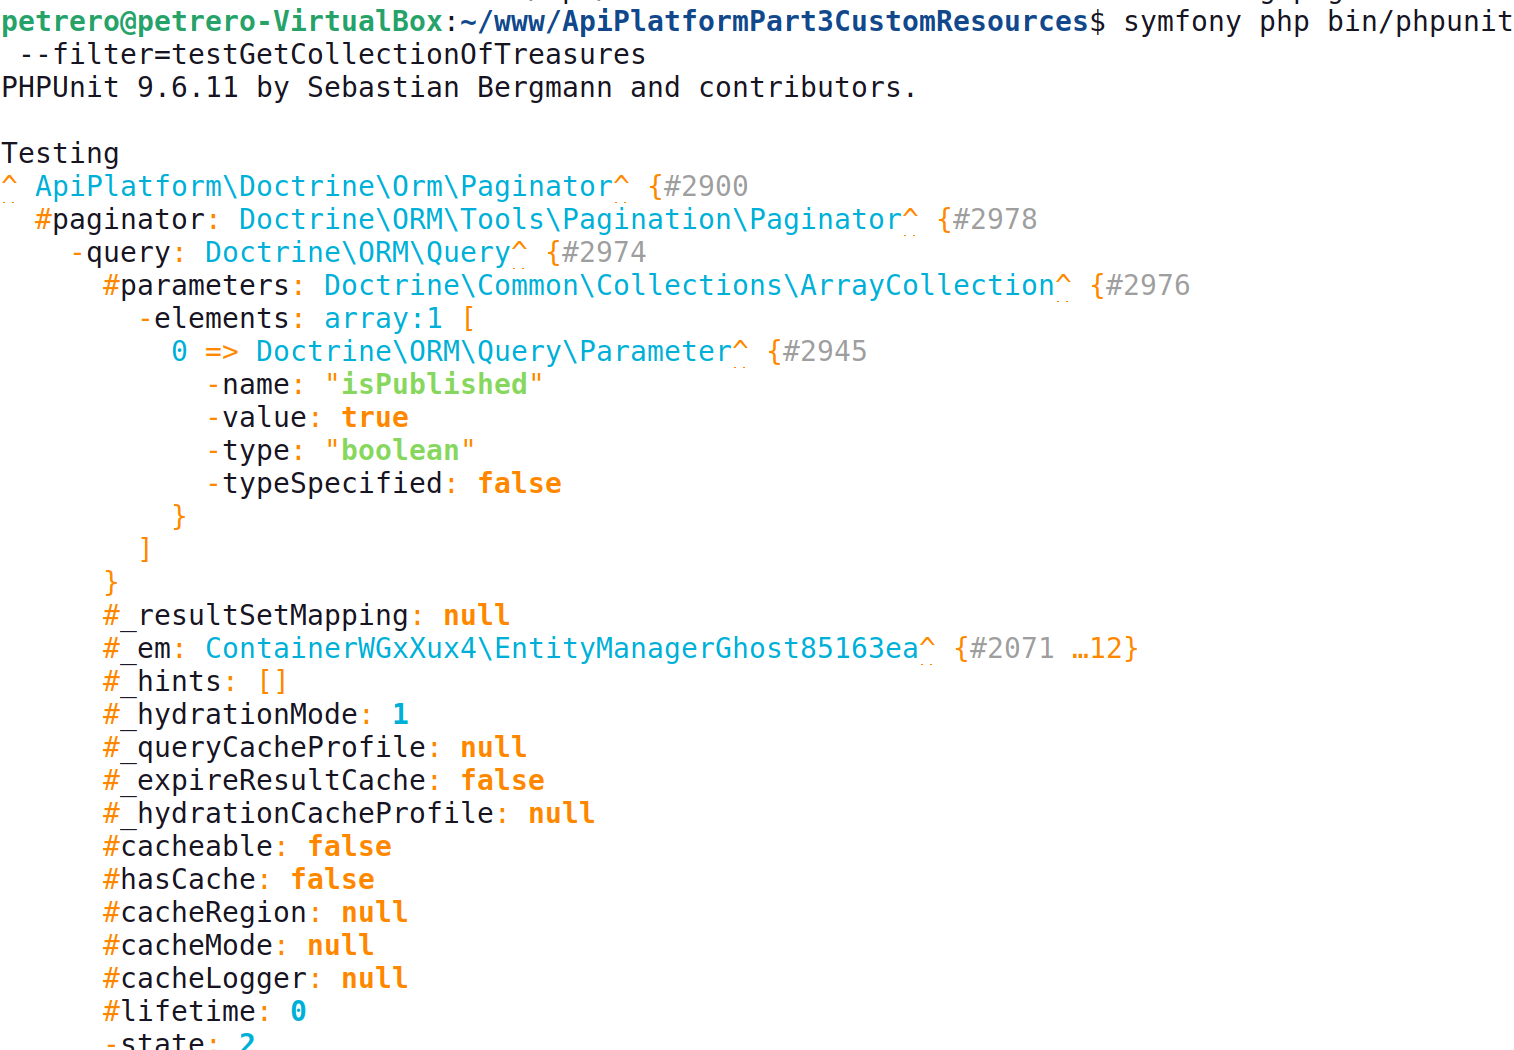 petrero@petrero-VirtualBox:~/www/ApiPlatformPart3CustomResources$ symfony php bin/phpunit
 --filter=testGetCollectionOfTreasures
PHPUnit 9.6.11 by Sebastian Bergmann and contributors.

Testing
^ ApiPlatform\Doctrine\Orm\Paginator^ {#2900
  #paginator: Doctrine\ORM\Tools\Pagination\Paginator^ {#2978
    -query: Doctrine\ORM\Query^ {#2974
      #parameters: Doctrine\Common\Collections\ArrayCollection^ {#2976
        -elements: array:1 [
          0 => Doctrine\ORM\Query\Parameter^ {#2945
            -name: "isPublished"
            -value: true
            -type: "boolean"
            -typeSpecified: false
          }
        ]
      }
      #_resultSetMapping: null
      #_em: ContainerWGxXux4\EntityManagerGhost85163ea^ {#2071 …12}
      #_hints: []
      #_hydrationMode: 1
      #_queryCacheProfile: null
      #_expireResultCache: false
      #_hydrationCacheProfile: null
      #cacheable: false
      #hasCache: false
      #cacheRegion: null
      #cacheMode: null
      #cacheLogger: null
      #lifetime: 0
      -state: 2